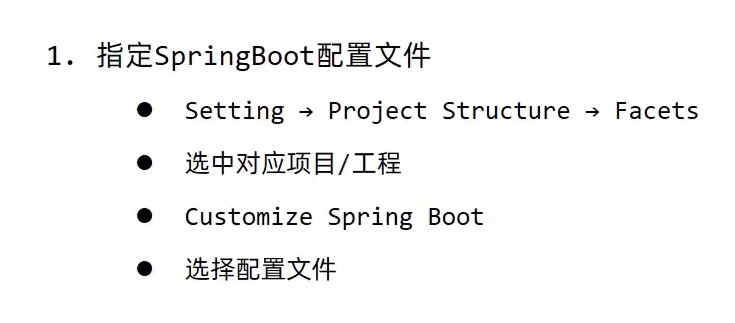 1. 指定SpringBoot配置文件
● Setting → Project Structure → Facets
● 选中对应项目/工程
● Customize Spring Boot
● 选择配置文件